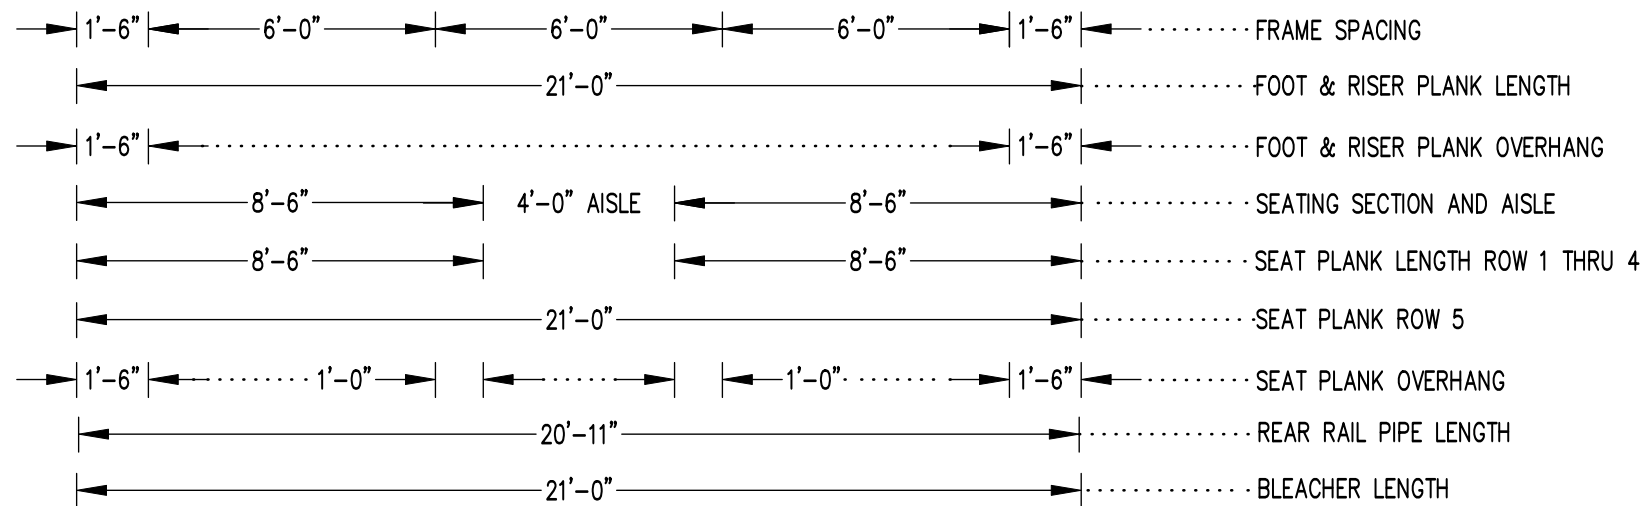 1'-6" 6'-0" 6'-0" 6'-0" 1'-6" FRAME SPACING
21'-0" FOOT & RISER PLANK LENGTH
1'-6" 1'-6" FOOT & RISER PLANK OVERHANG
8'-6" 4'-0" AISLE 8'-6" SEATING SECTION AND AISLE
8'-6" 8'-6" SEAT PLANK LENGTH ROW 1 THRU 4
21'-0" SEAT PLANK ROW 5
1'-6" 1'-0" 1'-0" 1'-6" SEAT PLANK OVERHANG
20'-11" REAR RAIL PIPE LENGTH
21'-0" BLEACHER LENGTH